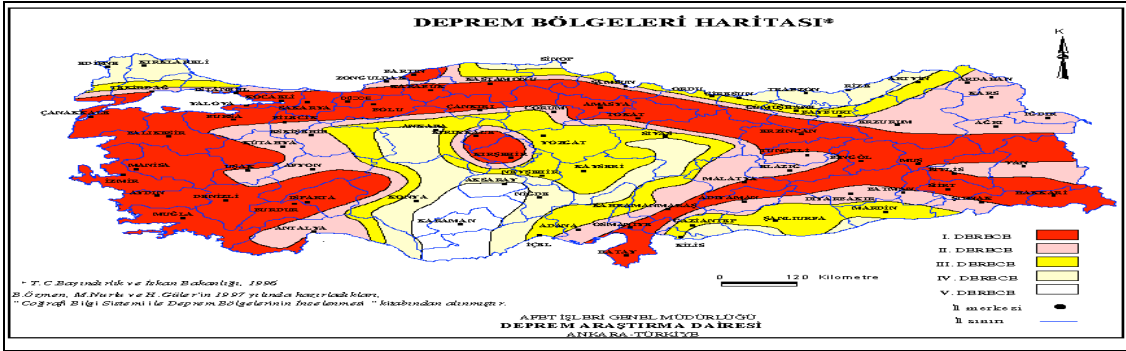 DEPREM BÖLGELERİ HARİTASI*
K
SİNOP
EDİRNE KIRKLARELİ
BARTIN
ZONGULDAK KASTAMONU SAMSUN ORDU GİRESUN TRABZON RİZE ARTVİN ARDAHAN
TEKİRDAĞ İSTANBUL KOCAELİ SAKARYA DÜZCE KARABÜK
YALOVA BOLU ÇANKIRI ÇORUM AMASYA TOKAT GÜMÜŞHANE BAYBURT KARS
ÇANAKKALE BURSA BİLECİK ERZURUM IĞDIR
BALIKESİR ESKİŞEHİR ANKARA KIRIKKALE YOZGAT SİVAS ERZİNCAN AĞRI
KÜTAHYA KIRŞEHİR TUNCELİ
MANİSA UŞAK AFYON NEVŞEHİR KAYSERİ ELAZIĞ BİNGÖL MUŞ VAN
İZMİR AKSARAY MALATYA BİTLİS
AYDIN DENİZLİ ISPARTA KONYA NİĞDE ADIYAMAN DİYARBAKIR BATMAN SİİRT HAKKARİ
BURDUR KAHRAMANMARAŞ MARDİN ŞIRNAK
MUĞLA ANTALYA KARAMAN ADANA OSMANİYE GAZİANTEP ŞANLIURFA
İÇEL KİLİS
HATAY
I. DERECE
II. DERECE
III. DERECE
IV. DERECE
V. DERECE
İl merkezi
İl sınırı
0 120 Kilometre
* T.C.Bayındırlık ve İskan Bakanlığı, 1996
B.Özmen, M.Nurlu ve H.Güler'in 1997 yılında hazırladıkları,
"Coğrafi Bilgi Sistemi ile Deprem Bölgelerinin İncelenmesi" kitabından alınmıştır.
AFET İŞLERİ GENEL MÜDÜRLÜĞÜ
DEPREM ARAŞTIRMA DAİRESİ
ANKARA-TÜRKİYE